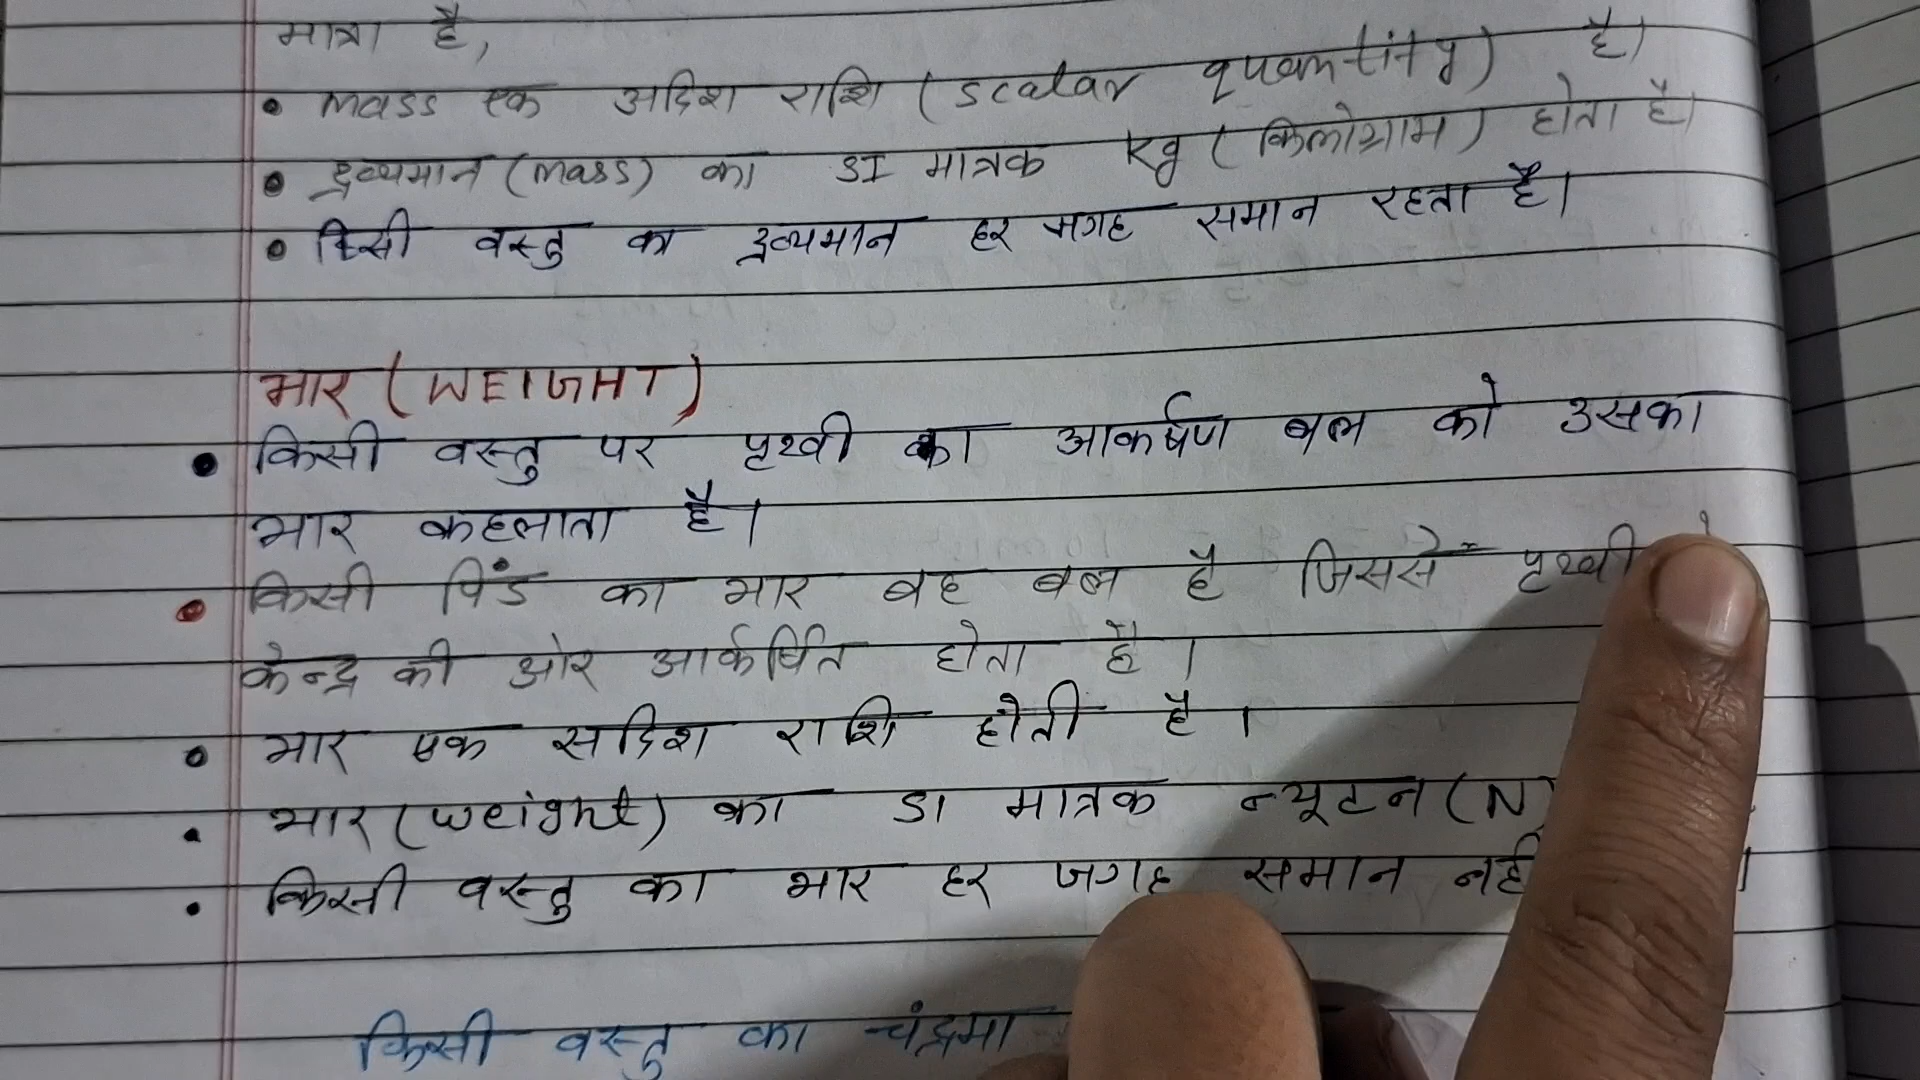 मात्रा है,
• mass एक अदिश राशि (scalar quantity) है।
• द्रव्यमान (mass) का SI मात्रक kg (किलोग्राम) होता है।
• किसी वस्तु का द्रव्यमान हर जगह समान रहता है।
भार (WEIGHT)
• किसी वस्तु पर पृथ्वी का आकर्षण बल को उसका
भार कहलाता है।
• किसी पिंड का भार वह बल है जिससे पृथ्वी
केन्द्र की ओर आर्कषित होता है।
• भार एक सदिश राशि होती है।
• भार (weight) का SI मात्रक न्यूटन (N)
• किसी वस्तु का भार हर जगह समान
किसी वस्तु का चंद्रमा